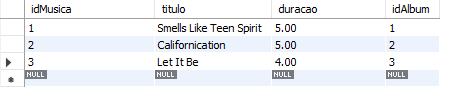 idMusica titulo duracao idAlbum
1 Smells Like Teen Spirit 5.00 1
2 Californication 5.00 2
3 Let It Be 4.00 3
NULL NULL NULL NULL